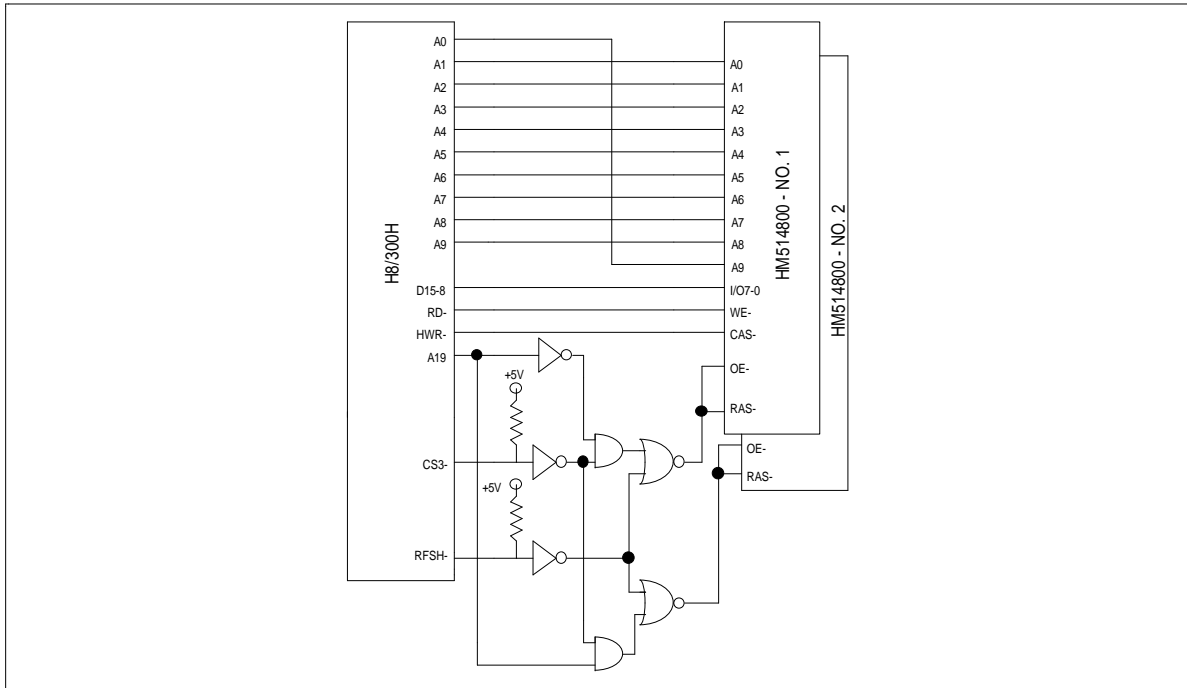 H8/300H
A0
A1
A2
A3
A4
A5
A6
A7
A8
A9
D15-8
RD-
HWR-
A19
CS3-
RFSH-
+5V
+5V
HM514800 - NO. 1
A0
A1
A2
A3
A4
A5
A6
A7
A8
A9
I/O7-0
WE-
CAS-
OE-
RAS-
HM514800 - NO. 2
OE-
RAS-